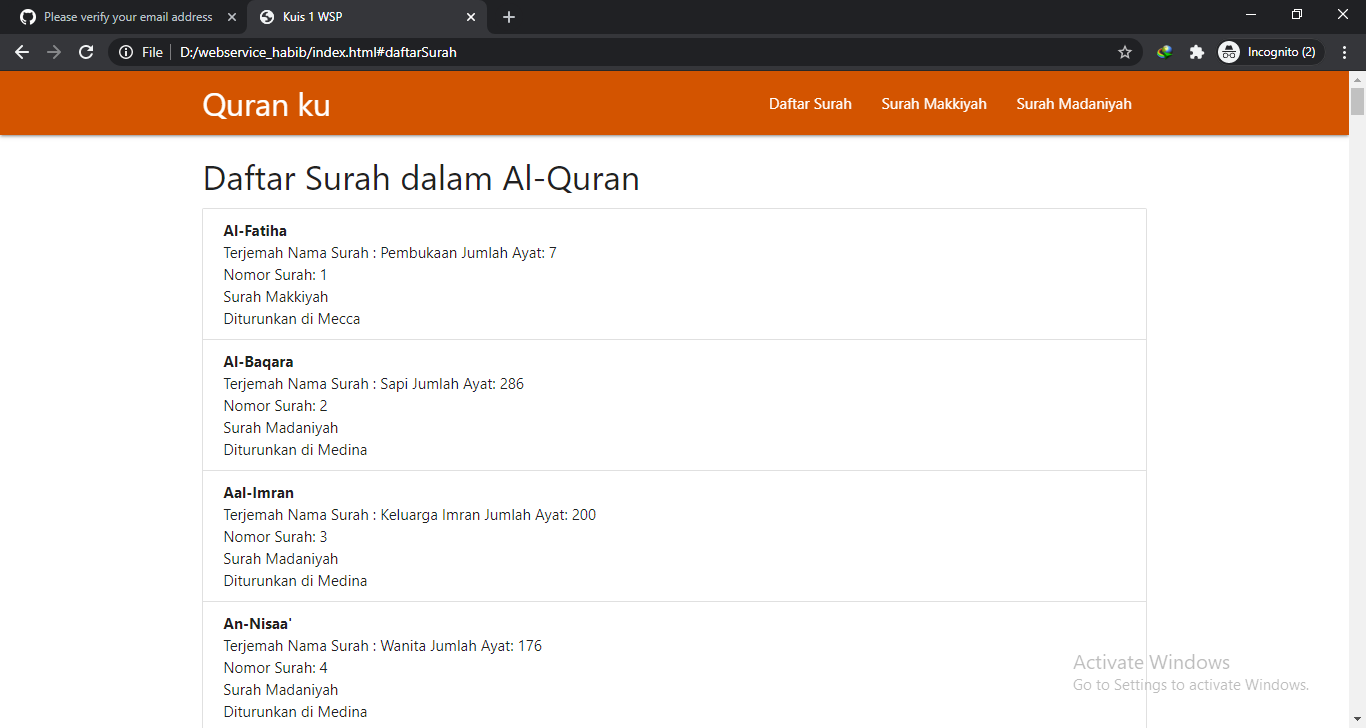 Please verify your email address
Kuis 1 WSP
File D:/webservice_habib/index.html#daftarSurah
Incognito (2)
Quran ku
Daftar Surah Surah Makkiyah Surah Madaniyah
Daftar Surah dalam Al-Quran
Al-Fatiha
Terjemah Nama Surah : Pembukaan Jumlah Ayat: 7
Nomor Surah: 1
Surah Makkiyah
Diturunkan di Mecca
Al-Baqara
Terjemah Nama Surah : Sapi Jumlah Ayat: 286
Nomor Surah: 2
Surah Madaniyah
Diturunkan di Medina
Aal-Imran
Terjemah Nama Surah : Keluarga Imran Jumlah Ayat: 200
Nomor Surah: 3
Surah Madaniyah
Diturunkan di Medina
An-Nisaa'
Terjemah Nama Surah : Wanita Jumlah Ayat: 176
Nomor Surah: 4
Surah Madaniyah
Diturunkan di Medina
Activate Windows
Go to Settings to activate Windows.